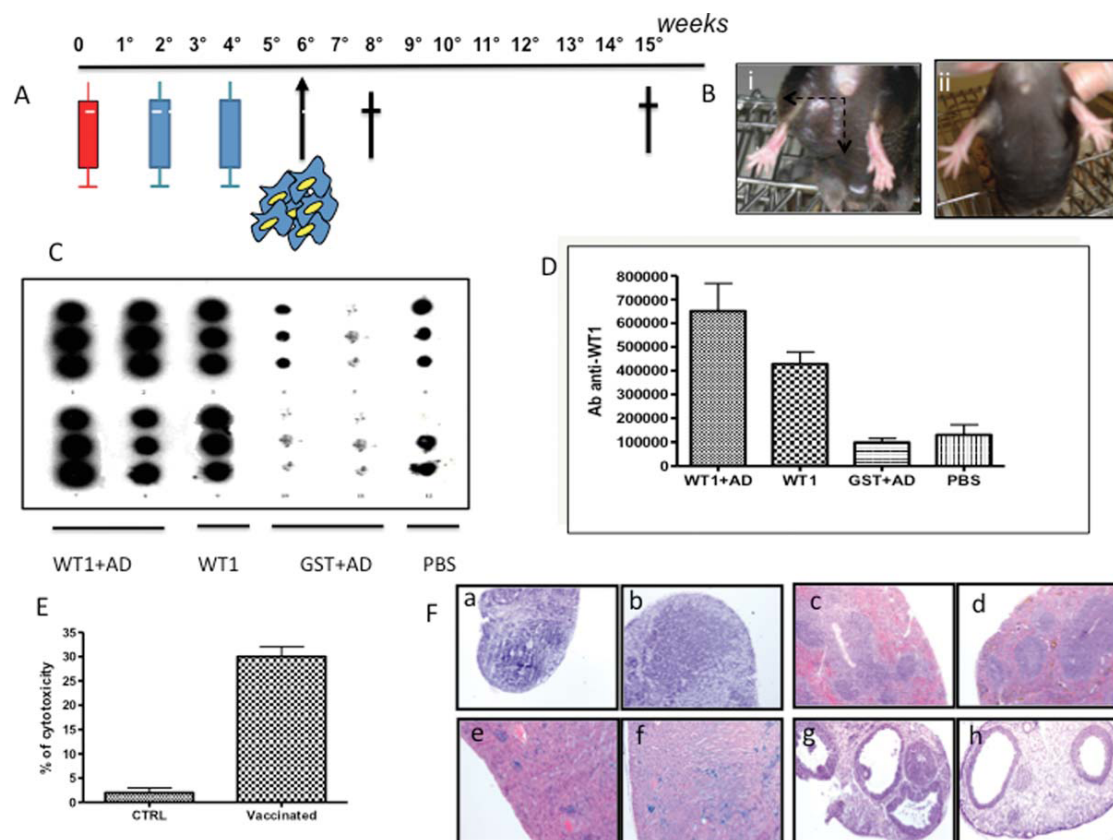 weeks
0 1° 2° 3° 4° 5° 6° 7° 8° 9° 10° 11° 12° 13° 14° 15°
A
B
i
ii
C
WT1+AD WT1 GST+AD PBS
D
Ab anti-WT1
800000
700000
600000
500000
400000
300000
200000
100000
0
WT1+AD WT1 GST+AD PBS
E
% of cytotoxicity
35
30
25
20
15
10
5
0
CTRL Vaccinated
F
a b c d
e f g h